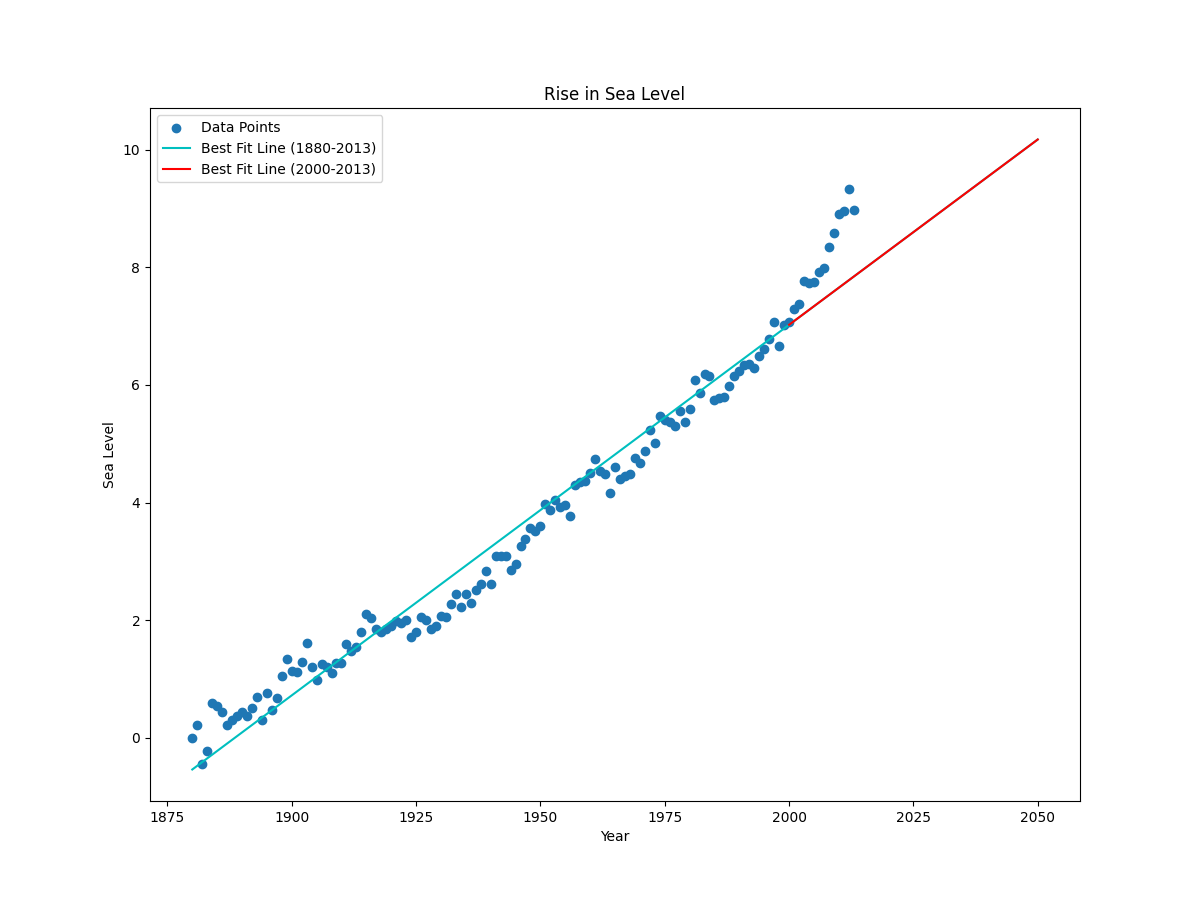 Rise in Sea Level
Data Points
Best Fit Line (1880-2013)
Best Fit Line (2000-2013)
10
8
6
4
2
0
Sea Level
1875 1900 1925 1950 1975 2000 2025 2050
Year